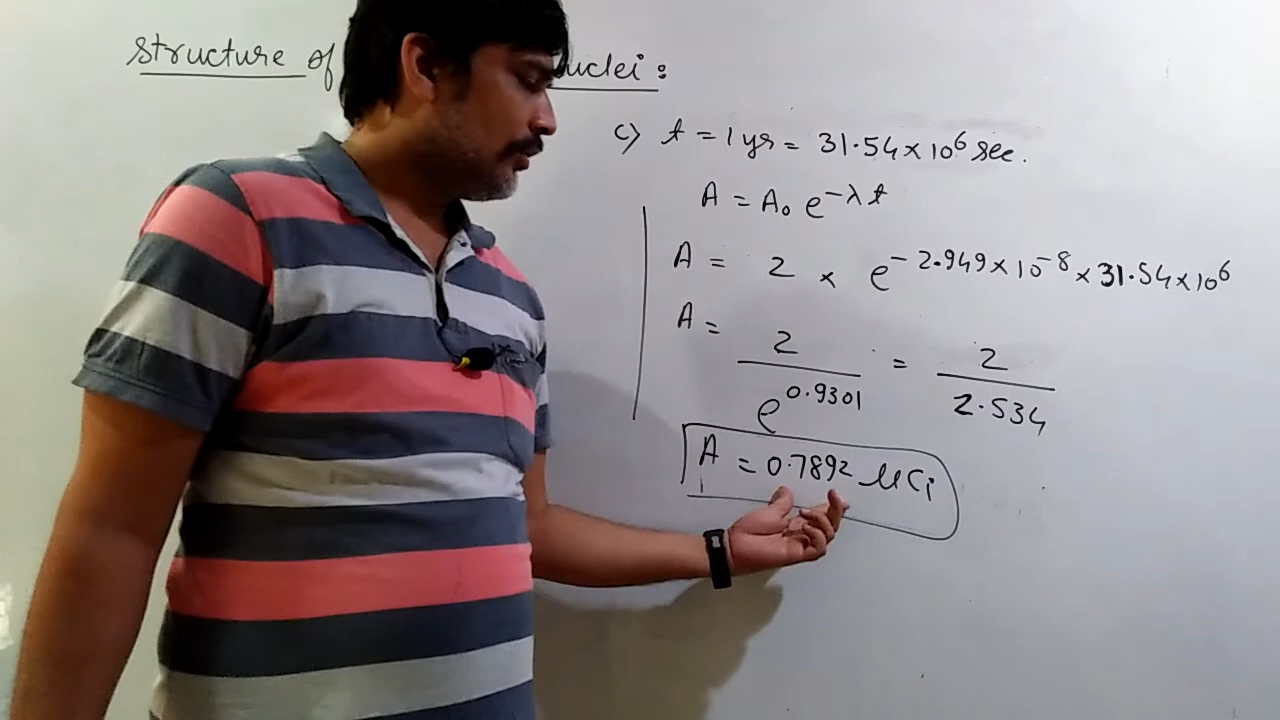 structure of nuclei :
c) t = 1 yr = 31.54 × 10⁶ sec.
A = A₀ e^{-λt}
A = 2 × e^{-2.949×10⁻⁸×31.54×10⁶}
A = 2 / e^{0.9301} = 2 / 2.534
A = 0.7892 μCi